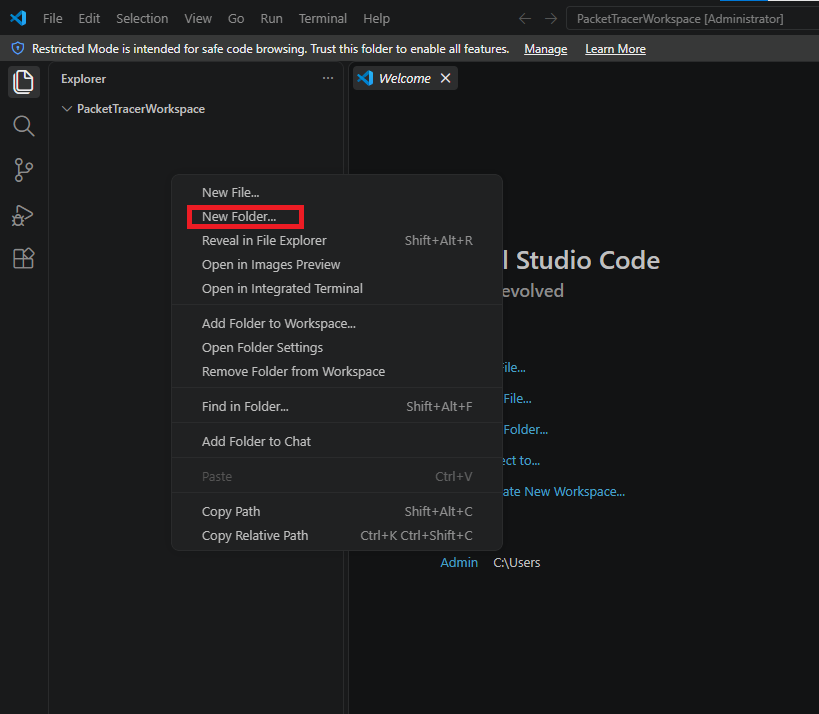 File Edit Selection View Go Run Terminal Help PacketTracerWorkspace [Administrator]
Restricted Mode is intended for safe code browsing. Trust this folder to enable all features. Manage Learn More
Explorer ···
Welcome
PacketTracerWorkspace
New File...
New Folder...
Reveal in File Explorer Shift+Alt+R
Open in Images Preview
Open in Integrated Terminal
Add Folder to Workspace...
Open Folder Settings
Remove Folder from Workspace
Find in Folder... Shift+Alt+F
Add Folder to Chat
Paste Ctrl+V
Copy Path Shift+Alt+C
Copy Relative Path Ctrl+K Ctrl+Shift+C
Studio Code
evolved
File...
Folder...
to...
New Workspace...
Admin C:\Users